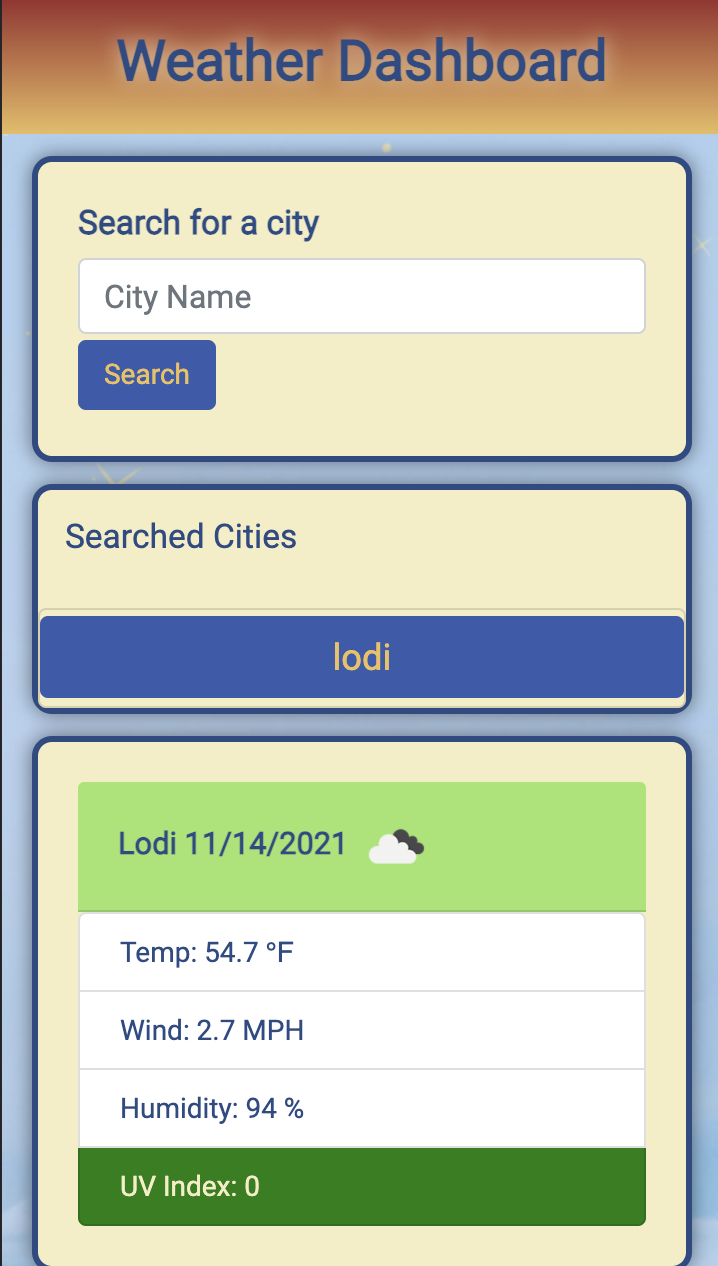 Weather Dashboard
Search for a city
City Name
Search
Searched Cities
lodi
Lodi 11/14/2021
Temp: 54.7 °F
Wind: 2.7 MPH
Humidity: 94 %
UV Index: 0